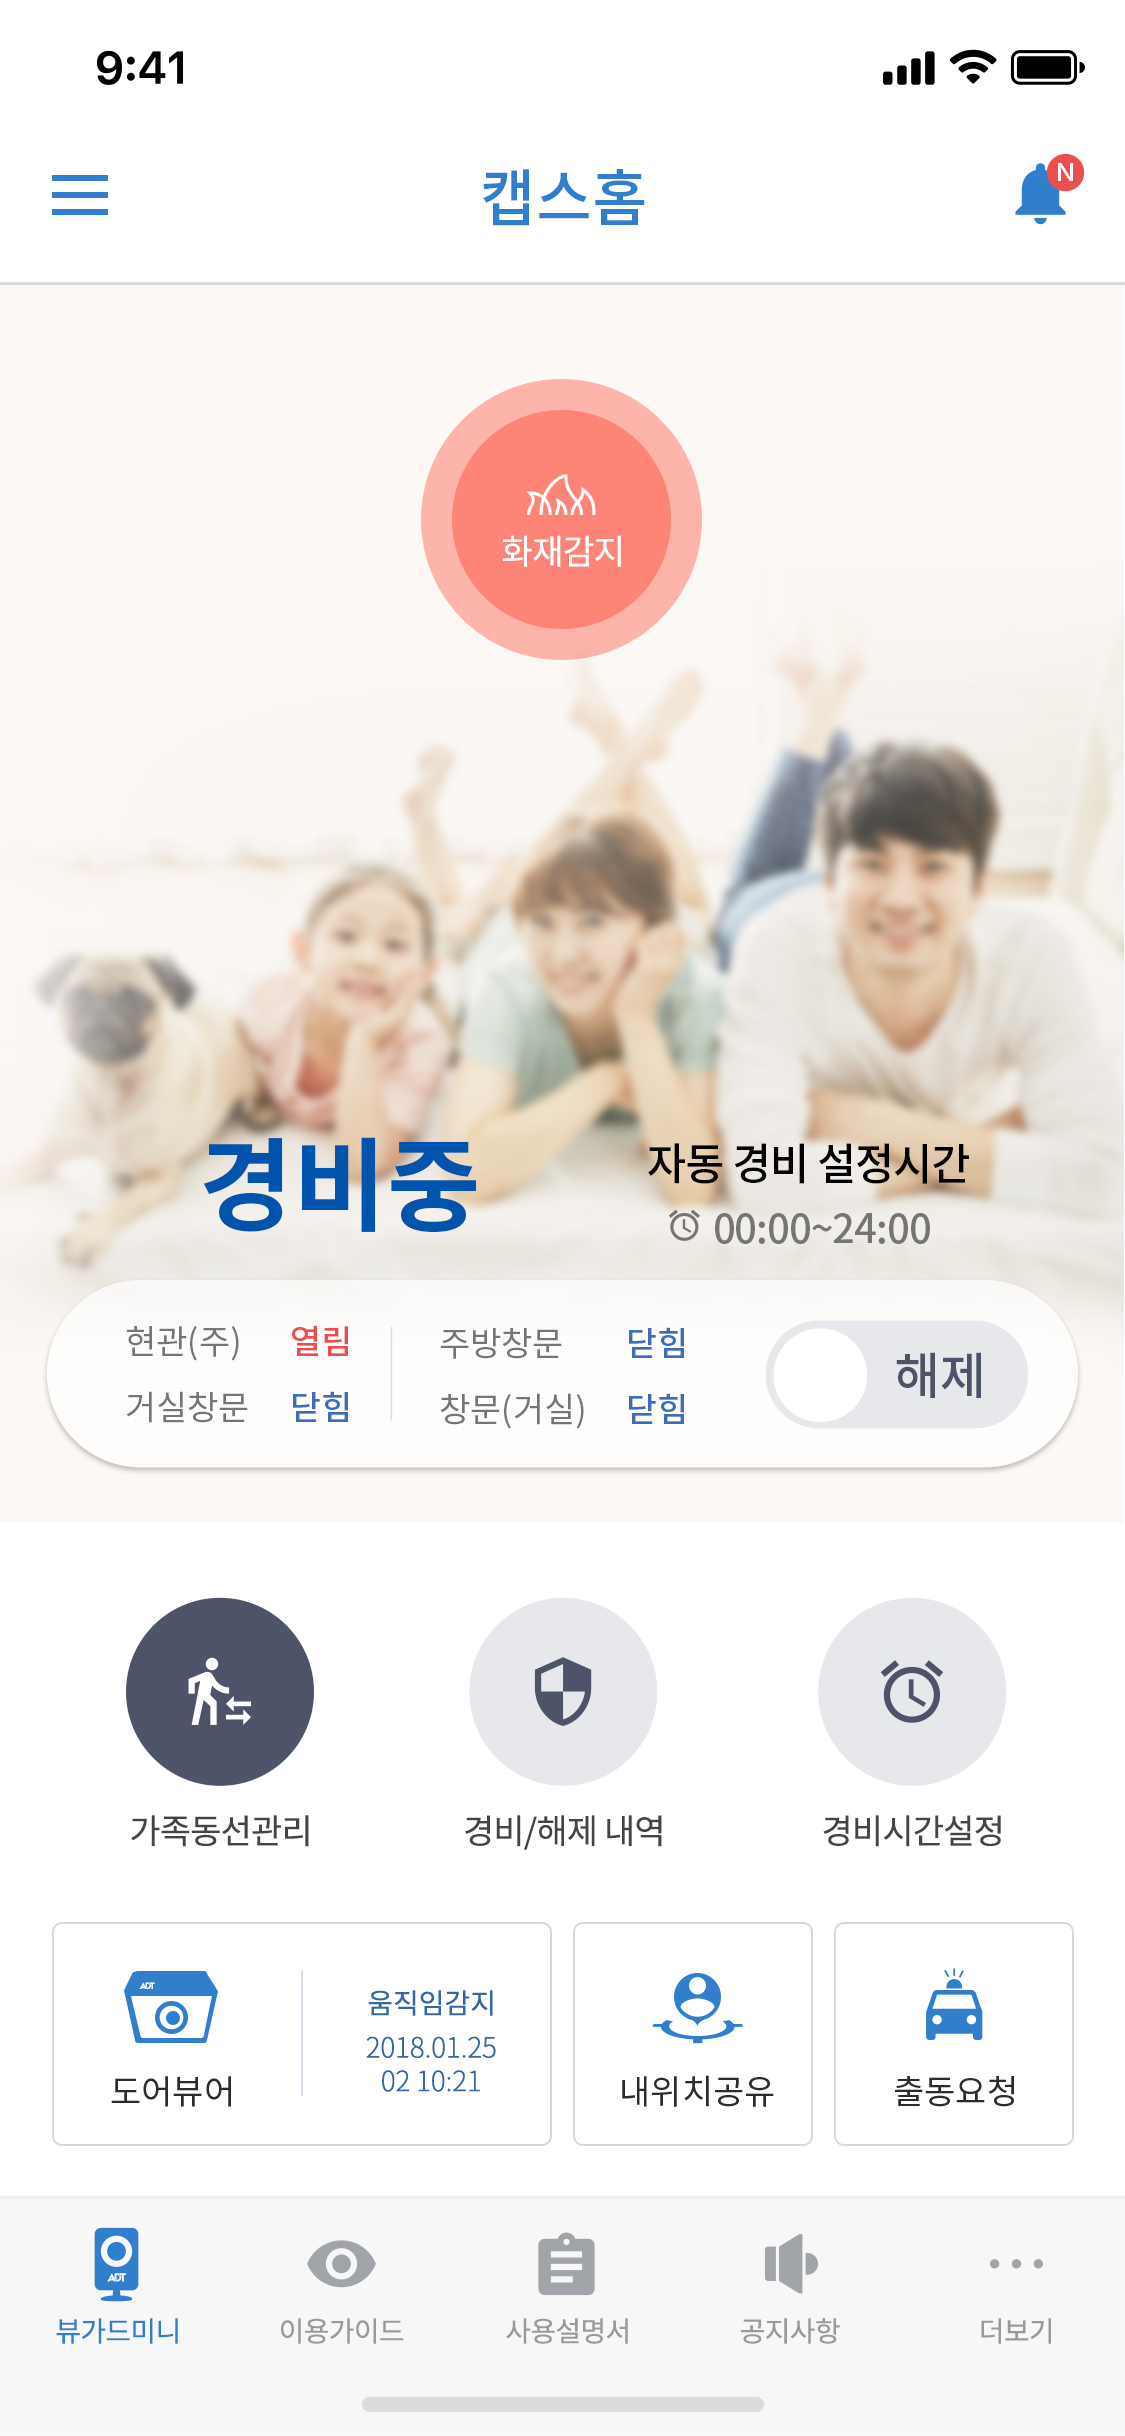 9:41
캡스홈
N
화재감지
경비중
자동 경비 설정시간
00:00~24:00
현관(주) 열림
거실창문 닫힘
주방창문 닫힘
창문(거실) 닫힘
해제
가족동선관리
경비/해제 내역
경비시간설정
ADT
도어뷰어
움직임감지
2018.01.25
02 10:21
내위치공유
출동요청
ADT
뷰가드미니
이용가이드
사용설명서
공지사항
더보기